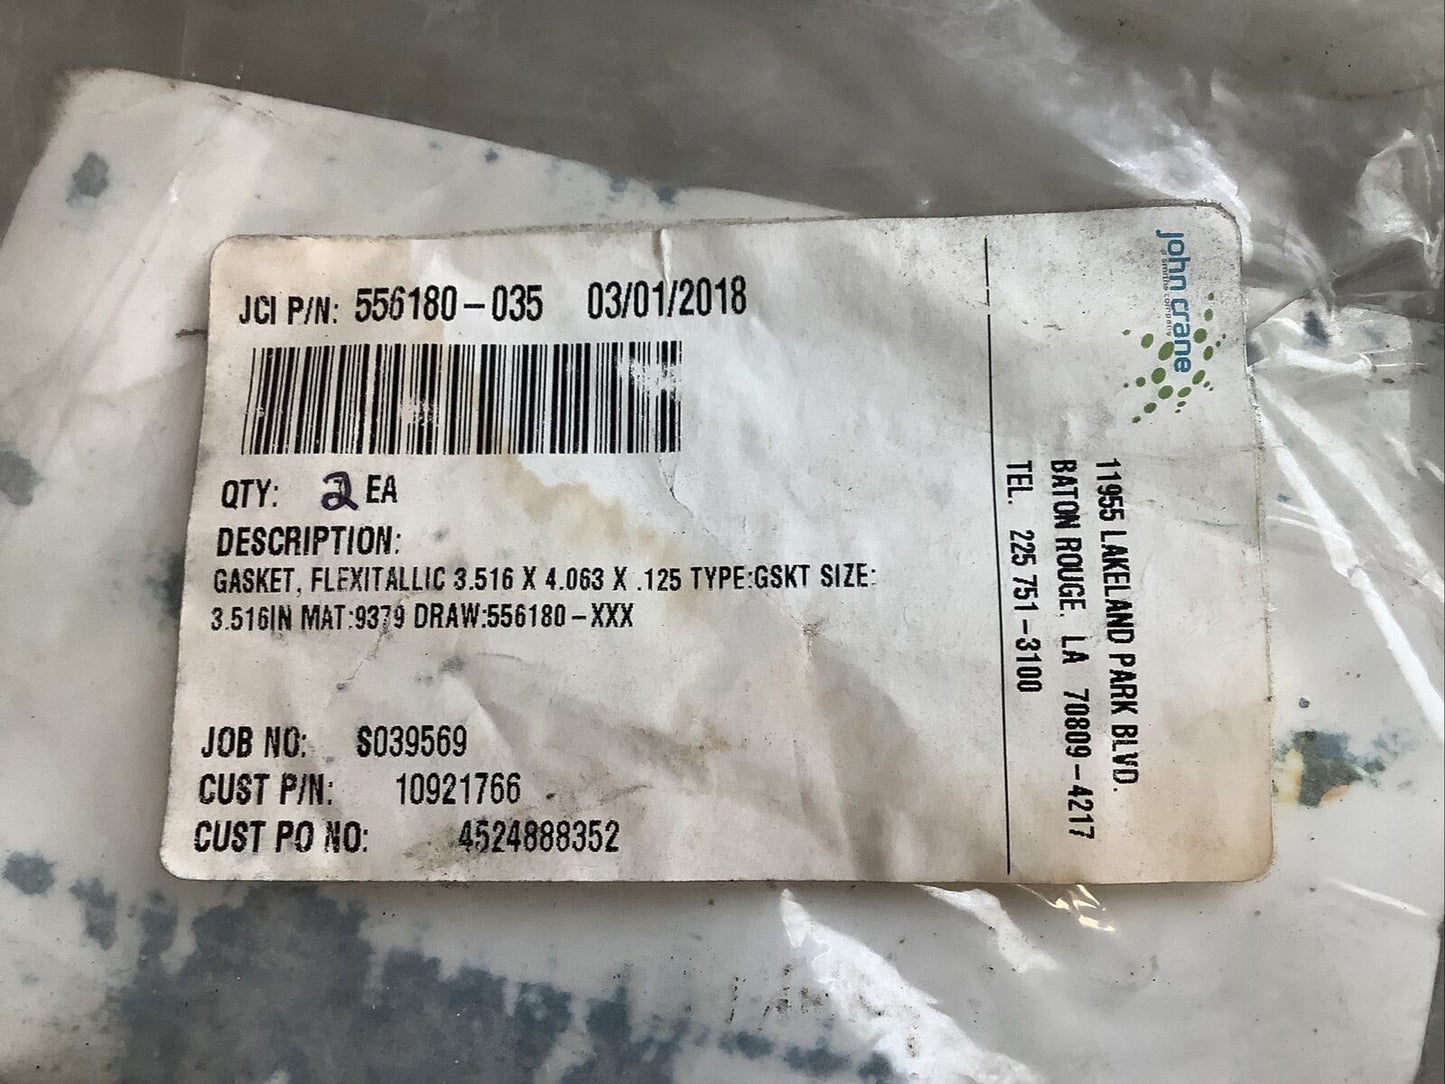 JCI P/N: 556180-035 03/01/2018
QTY: 2 EA
DESCRIPTION:
GASKET, FLEXITALLIC 3.516 X 4.063 X .125 TYPE:GSKT SIZE:
3.516IN MAT:9379 DRAW:556180-XXX
JOB NO: S039569
CUST P/N: 10921766
CUST PO NO: 4524888352
john crane
a smiths company
11955 LAKELAND PARK BLVD.
BATON ROUGE, LA 70809-4217
TEL. 225 751-3100